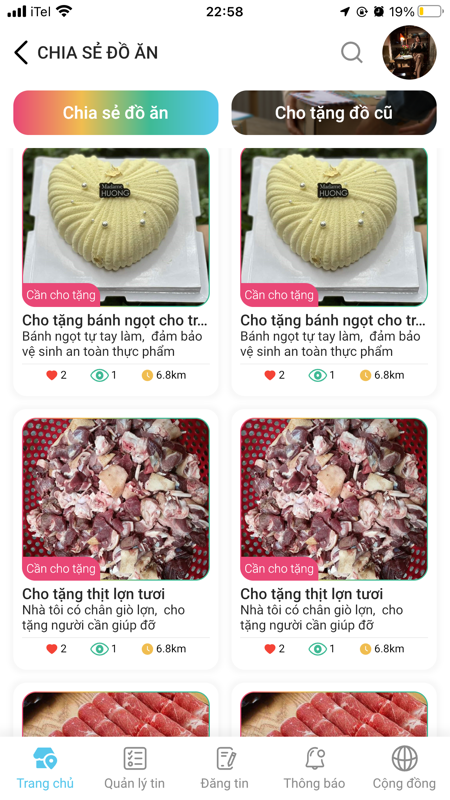 iTel
22:58
19%
CHIA SẺ ĐỒ ĂN
Chia sẻ đồ ăn
Cho tặng đồ cũ
Madame
HUONG
Cần cho tặng
Cho tặng bánh ngọt cho tr...
Bánh ngọt tự tay làm, đảm bảo
vệ sinh an toàn thực phẩm
2
1
6.8km
Madame
HUONG
Cần cho tặng
Cho tặng bánh ngọt cho tr...
Bánh ngọt tự tay làm, đảm bảo
vệ sinh an toàn thực phẩm
2
1
6.8km
Cần cho tặng
Cho tặng thịt lợn tươi
Nhà tôi có chân giò lợn, cho
tặng người cần giúp đỡ
2
1
6.8km
Cần cho tặng
Cho tặng thịt lợn tươi
Nhà tôi có chân giò lợn, cho
tặng người cần giúp đỡ
2
1
6.8km
Trang chủ
Quản lý tin
Đăng tin
Thông báo
Cộng đồng